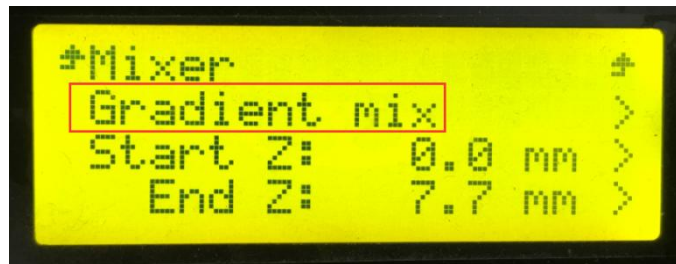 Mixer
Gradient mix >
Start Z: 0.0 mm >
End Z: 7.7 mm >